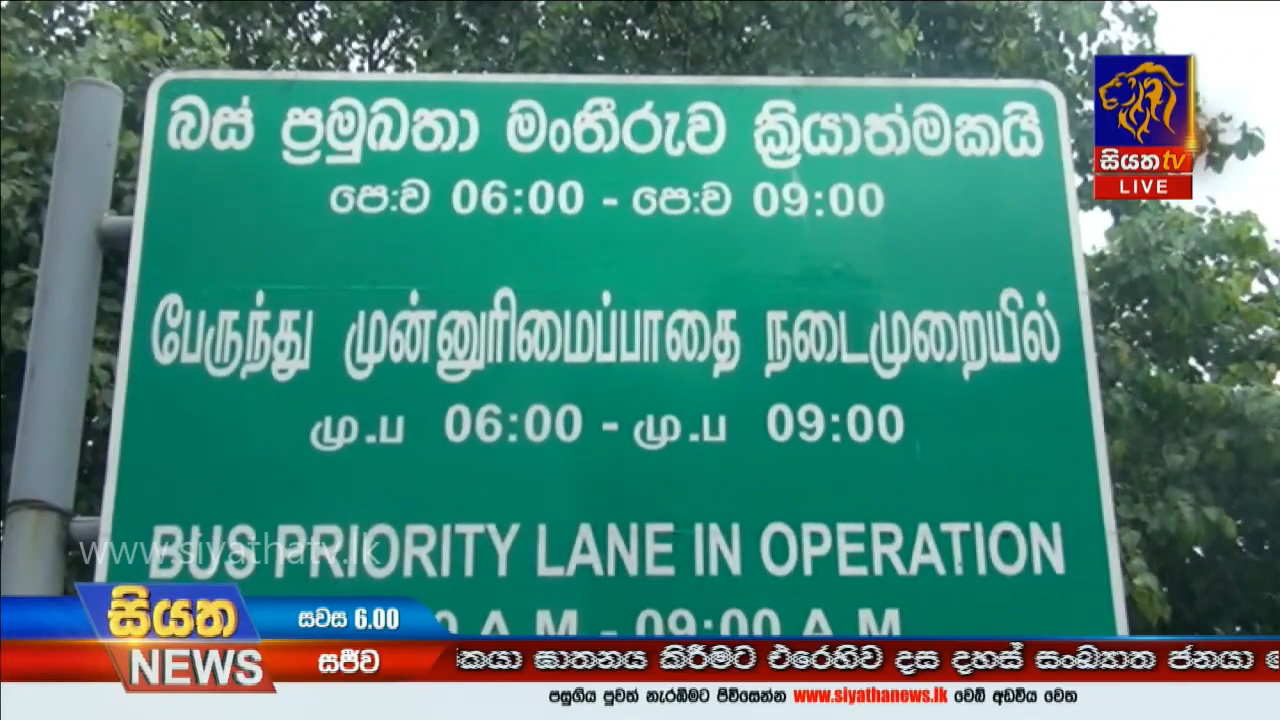 බස් ප්‍රමුඛතා මංතීරුව ක්‍රියාත්මකයි
පෙ:ව 06:00 - පෙ:ව 09:00
பேருந்து முன்னுரிமைப்பாதை நடைமுறையில்
மு.ப 06:00 - மு.ப 09:00
BUS PRIORITY LANE IN OPERATION
A.M - 09:00 A.M
www.siyathatv.lk
සියත tv
LIVE
සියත
NEWS
සවස 6.00
සජීව
ඝාතනය කිරීමට එරෙහිව දස දහස් සංඛ්‍යාත ජනයා
පසුගිය පුවත් නැරඹීමට පිවිසෙන්න www.siyathanews.lk වෙබ් අඩවිය වෙත